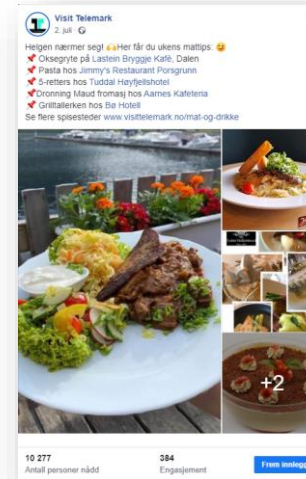 Visit Telemark
2. juli ·
Helgen nærmer seg! 👍Her får du ukens mattips: 😋
📌 Oksegryte på Lastein Bryggje Kafè, Dalen
📌 Pasta hos Jimmy's Restaurant Porsgrunn
📌 5-retters hos Tuddal Høyfjellshotel
📌Dronning Maud fromasj hos Aarnes Kafeteria
📌 Grilltallerken hos Bø Hotell
Se flere spisesteder www.visittelemark.no/mat-og-drikke
+2
10 277
Antall personer nådd
384
Engasjement
Frem innlegg